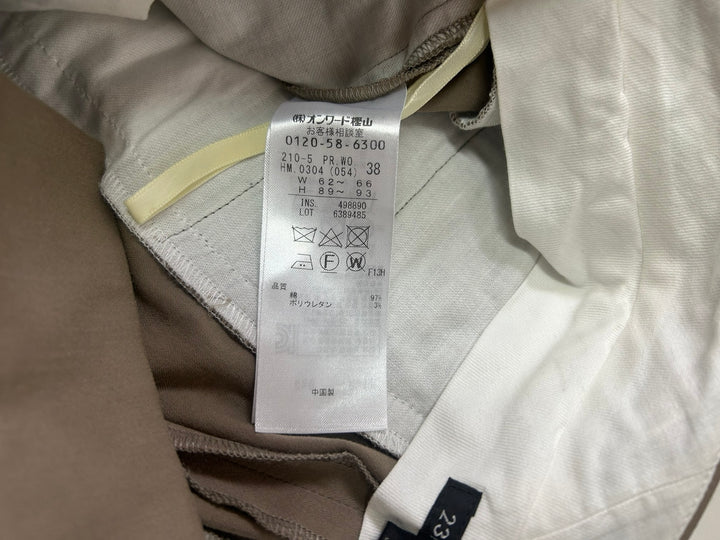 (株)オンワード樫山
お客様相談室
0120-58-6300
210-5 PR.WO
HM.0304 (054) 38
W 62～ 66
H 89～ 93
INS. 498890
LOT 6389485
F W
F13H
品質
綿 97%
ポリウレタン 3%
中国製
23